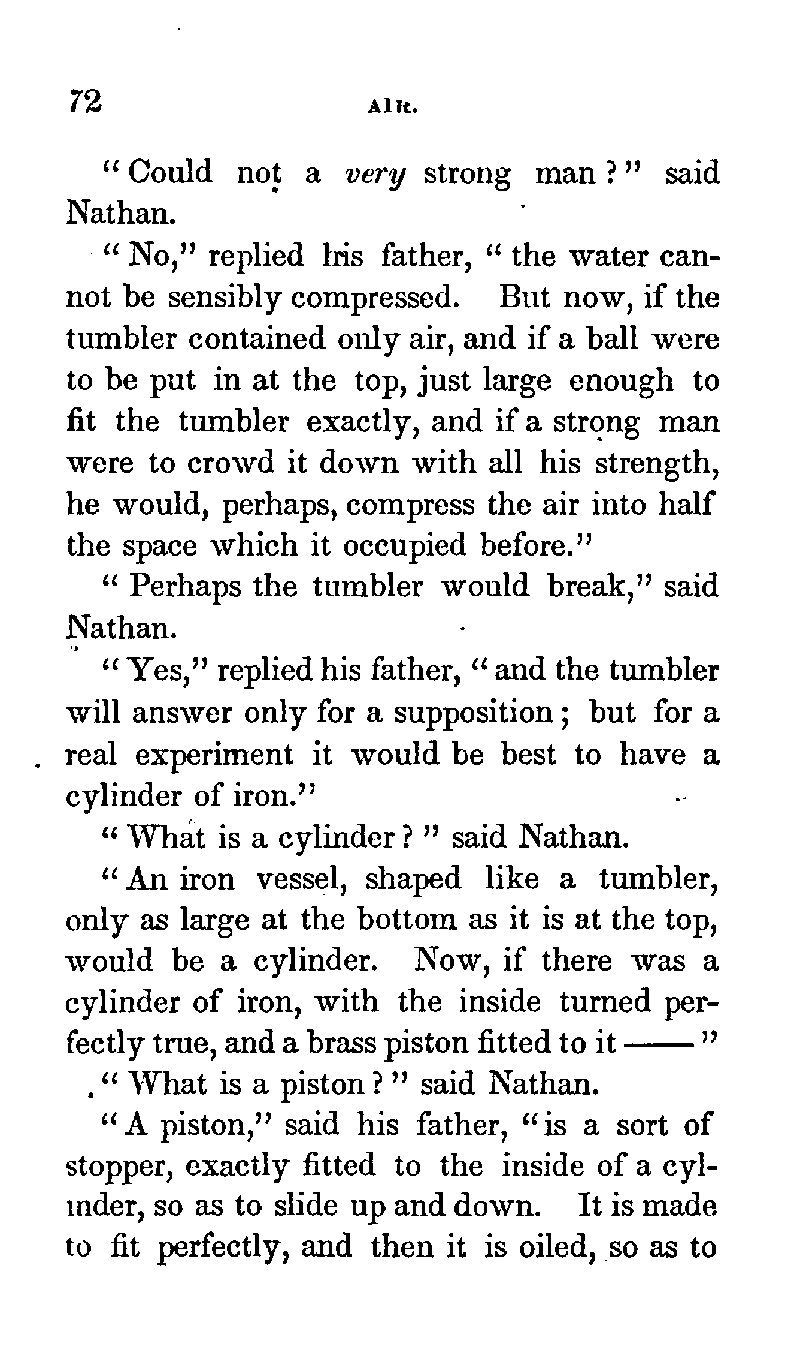 72 AIR.
“Could not a very strong man?” said
Nathan.
“No,” replied his father, “the water can-
not be sensibly compressed. But now, if the
tumbler contained only air, and if a ball were
to be put in at the top, just large enough to
fit the tumbler exactly, and if a strong man
were to crowd it down with all his strength,
he would, perhaps, compress the air into half
the space which it occupied before.”
“Perhaps the tumbler would break,” said
Nathan.
“Yes,” replied his father, “and the tumbler
will answer only for a supposition; but for a
real experiment it would be best to have a
cylinder of iron.”
“What is a cylinder?” said Nathan.
“An iron vessel, shaped like a tumbler,
only as large at the bottom as it is at the top,
would be a cylinder. Now, if there was a
cylinder of iron, with the inside turned per-
fectly true, and a brass piston fitted to it ——”
“What is a piston?” said Nathan.
“A piston,” said his father, “is a sort of
stopper, exactly fitted to the inside of a cyl-
inder, so as to slide up and down. It is made
to fit perfectly, and then it is oiled, so as to